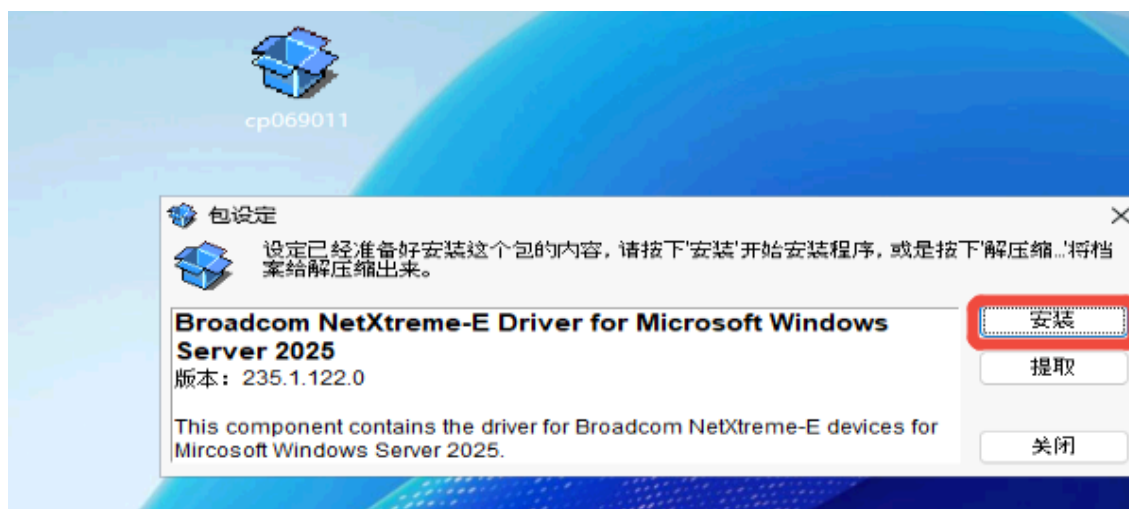 cp069011
包设定
设定已经准备好安装这个包的内容, 请按下'安装'开始安装程序, 或是按下'解压缩...'将档
案给解压缩出来。
Broadcom NetXtreme-E Driver for Microsoft Windows
Server 2025
版本: 235.1.122.0
This component contains the driver for Broadcom NetXtreme-E devices for
Mircosoft Windows Server 2025.
安装
提取
关闭